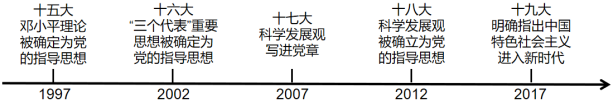 十五大
邓小平理论
被确定为党
的指导思想
十六大
“三个代表”重要
思想被确定为
党的指导思想
十七大
科学发展观
写进党章
十八大
科学发展观
被确立为党
的指导思想
十九大
明确指出中国
特色社会主义
进入新时代
1997
2002
2007
2012
2017